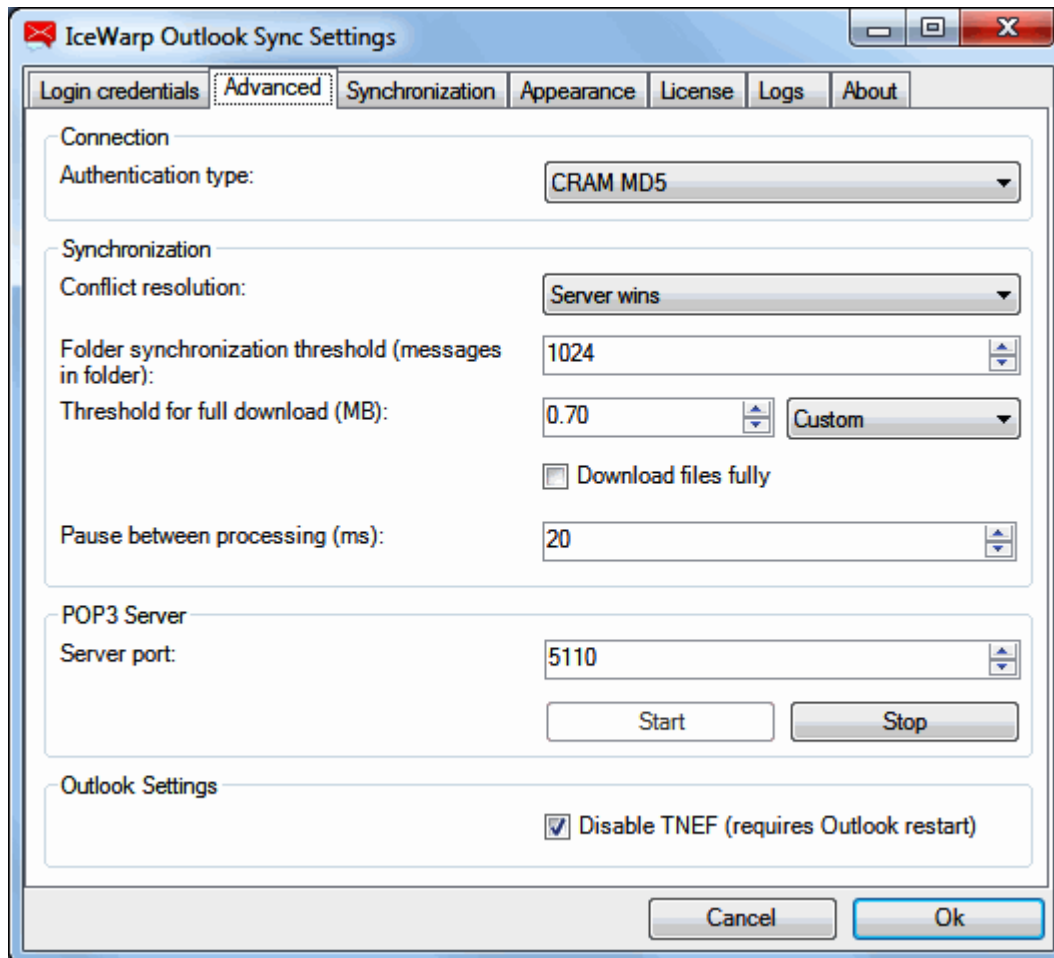 IceWarp Outlook Sync Settings
Login credentials Advanced Synchronization Appearance License Logs About
Connection
Authentication type: CRAM MD5
Synchronization
Conflict resolution: Server wins
Folder synchronization threshold (messages
in folder): 1024
Threshold for full download (MB): 0.70 Custom
Download files fully
Pause between processing (ms): 20
POP3 Server
Server port: 5110
Start Stop
Outlook Settings
Disable TNEF (requires Outlook restart)
Cancel Ok